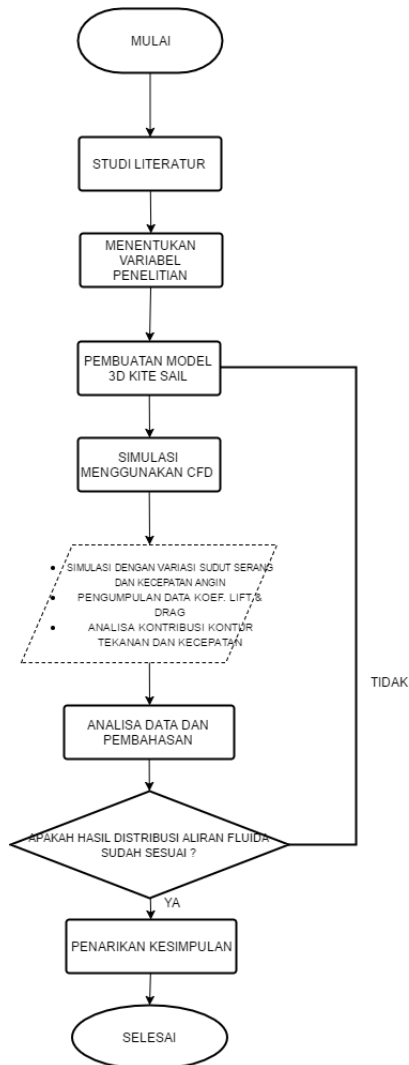 MULAI
STUDI LITERATUR
MENENTUKAN
VARIABEL
PENELITIAN
PEMBUATAN MODEL
3D KITE SAIL
SIMULASI
MENGGUNAKAN CFD
• SIMULASI DENGAN VARIASI SUDUT SERANG
DAN KECEPATAN ANGIN
• PENGUMPULAN DATA KOEF. LIFT &
DRAG
• ANALISA KONTRIBUSI KONTUR
TEKANAN DAN KECEPATAN
TIDAK
ANALISA DATA DAN
PEMBAHASAN
APAKAH HASIL DISTRIBUSI ALIRAN FLUIDA
SUDAH SESUAI ?
YA
PENARIKAN KESIMPULAN
SELESAI